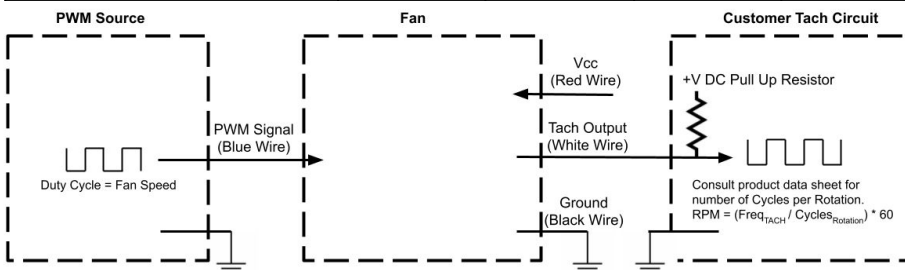 PWM Source
Fan
Customer Tach Circuit
Vcc
(Red Wire)
+V DC Pull Up Resistor
PWM Signal
(Blue Wire)
Tach Output
(White Wire)
Duty Cycle = Fan Speed
Consult product data sheet for
number of Cycles per Rotation.
RPM = (Freq_TACH / Cycles_Rotation) * 60
Ground
(Black Wire)